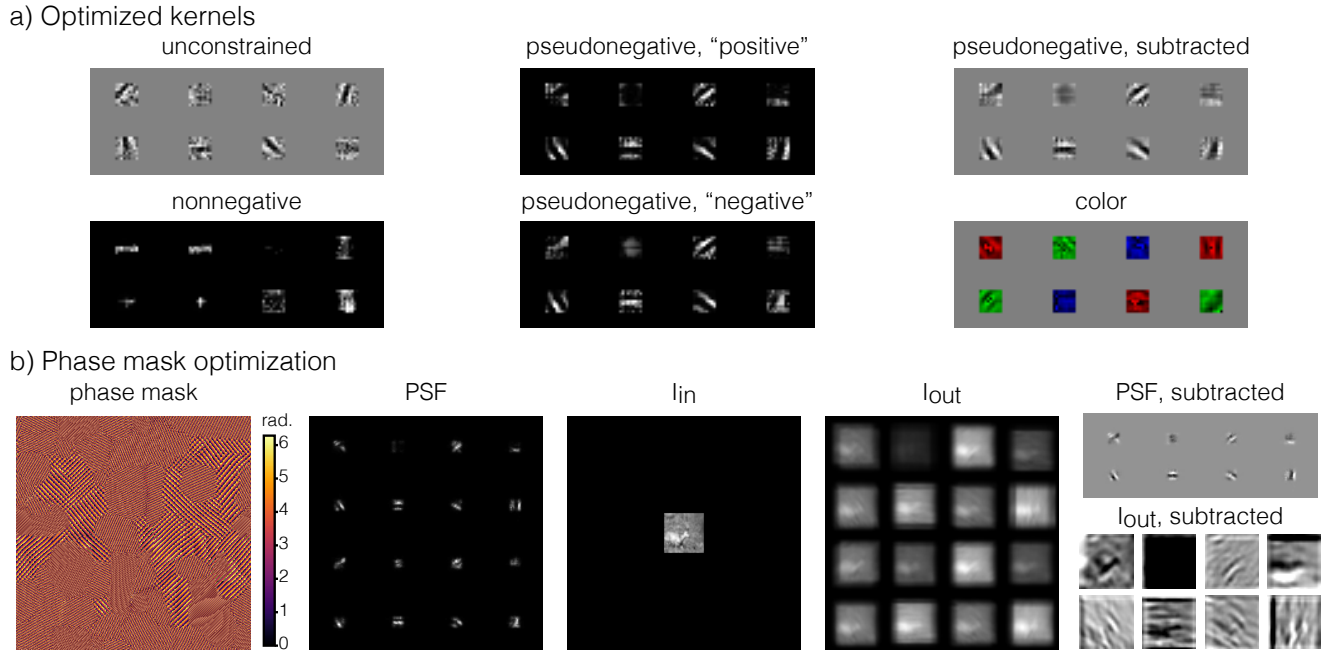 a) Optimized kernels
unconstrained
pseudonegative, “positive”
pseudonegative, subtracted
nonnegative
pseudonegative, “negative”
color
b) Phase mask optimization
phase mask
rad.
6
5
4
3
2
1
0
PSF
Iin
Iout
PSF, subtracted
Iout, subtracted